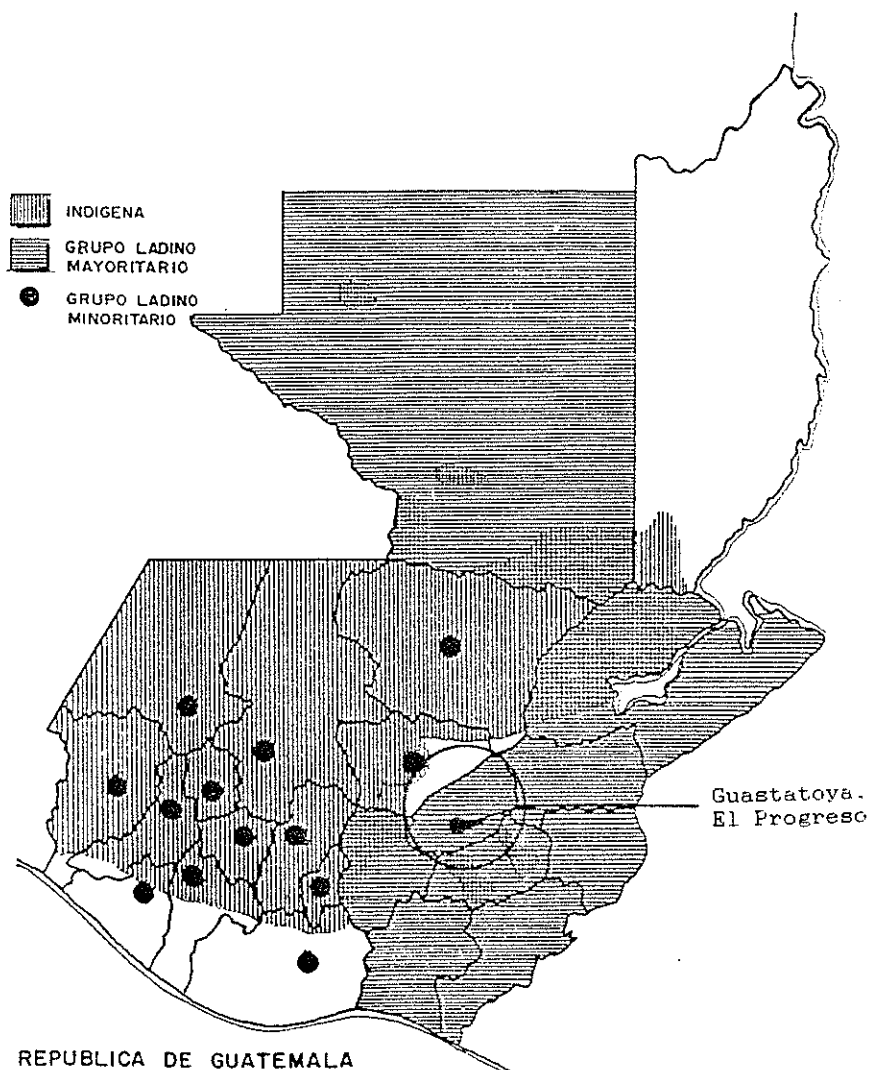 INDIGENA
GRUPO LADINO
MAYORITARIO
GRUPO LADINO
MINORITARIO
Guastatoya.
El Progreso
REPUBLICA DE GUATEMALA